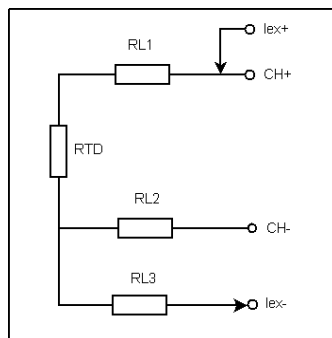 Iex+
RL1
CH+
RTD
RL2
CH-
RL3
Iex-